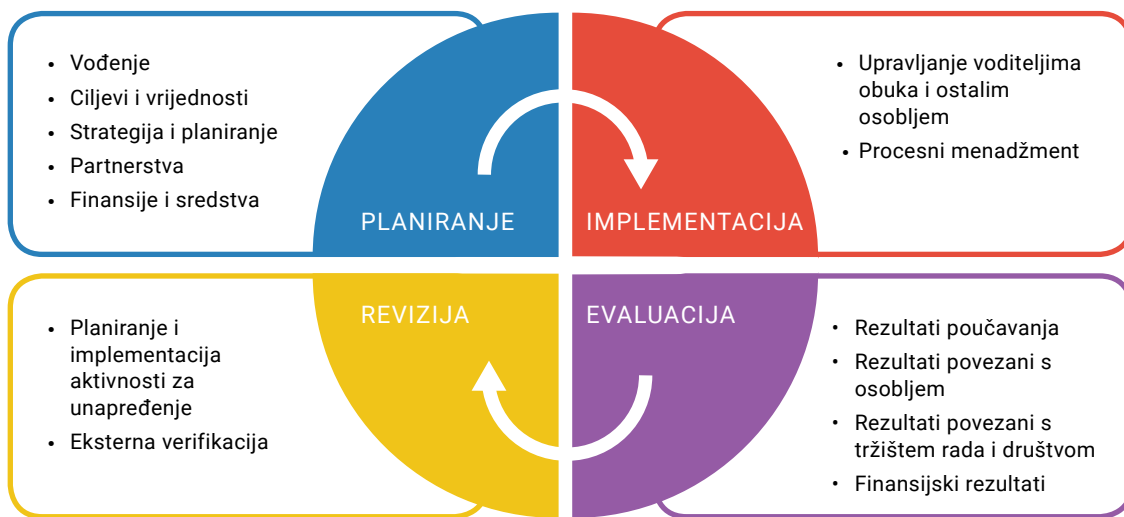 • Vođenje
• Ciljevi i vrijednosti
• Strategija i planiranje
• Partnerstva
• Finansije i sredstva
PLANIRANJE
• Upravljanje voditeljima
obuka i ostalim
osobljem
• Procesni menadžment
IMPLEMENTACIJA
REVIZIJA
• Planiranje i
implementacija
aktivnosti za
unapređenje
• Eksterna verifikacija
EVALUACIJA
• Rezultati poučavanja
• Rezultati povezani s
osobljem
• Rezultati povezani s
tržištem rada i društvom
• Finansijski rezultati